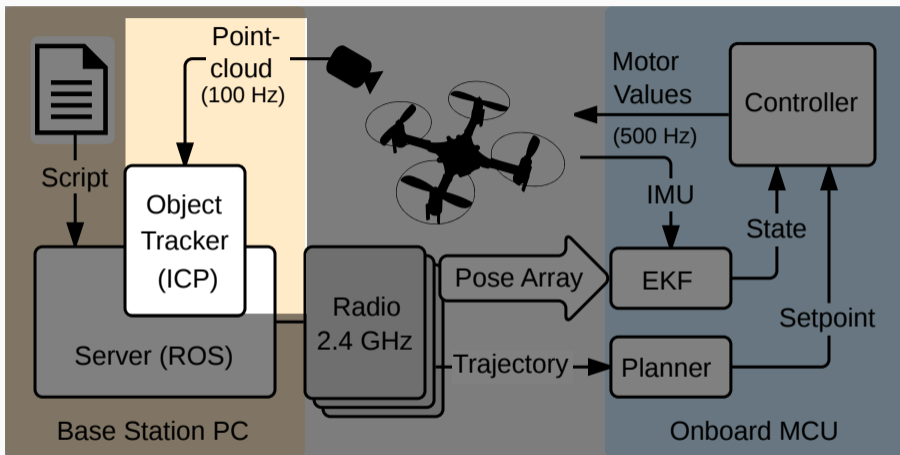 Point-
cloud
(100 Hz)
Script
Object
Tracker
(ICP)
Server (ROS)
Base Station PC
Radio
2.4 GHz
Pose Array
Trajectory
Motor
Values
(500 Hz)
IMU
Controller
State
EKF
Setpoint
Planner
Onboard MCU